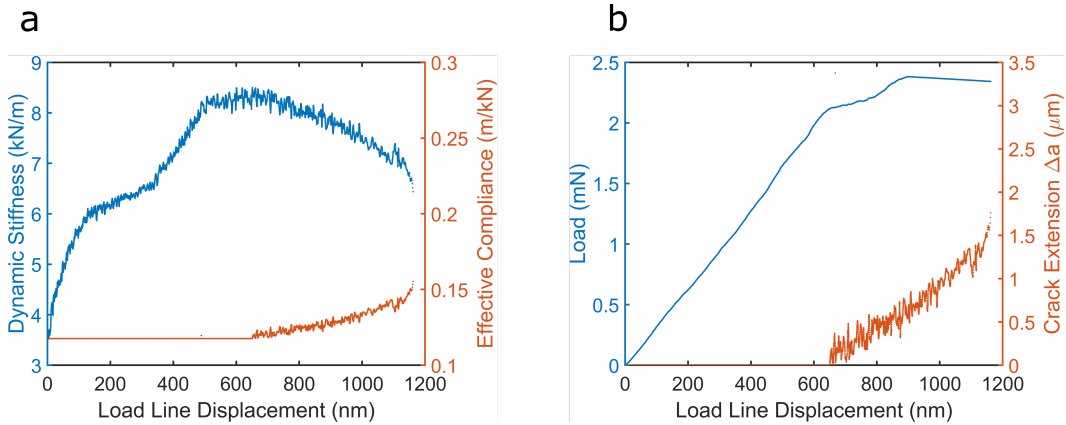 a
b
9
8
7
6
5
4
3
Dynamic Stiffness (kN/m)
0.3
0.25
0.2
0.15
0.1
Effective Compliance (m/kN)
0 200 400 600 800 1000 1200
Load Line Displacement (nm)
2.5
2
1.5
1
0.5
0
Load (mN)
3.5
3
2.5
2
1.5
1
0.5
0
Crack Extension Δa (μm)
0 200 400 600 800 1000 1200
Load Line Displacement (nm)